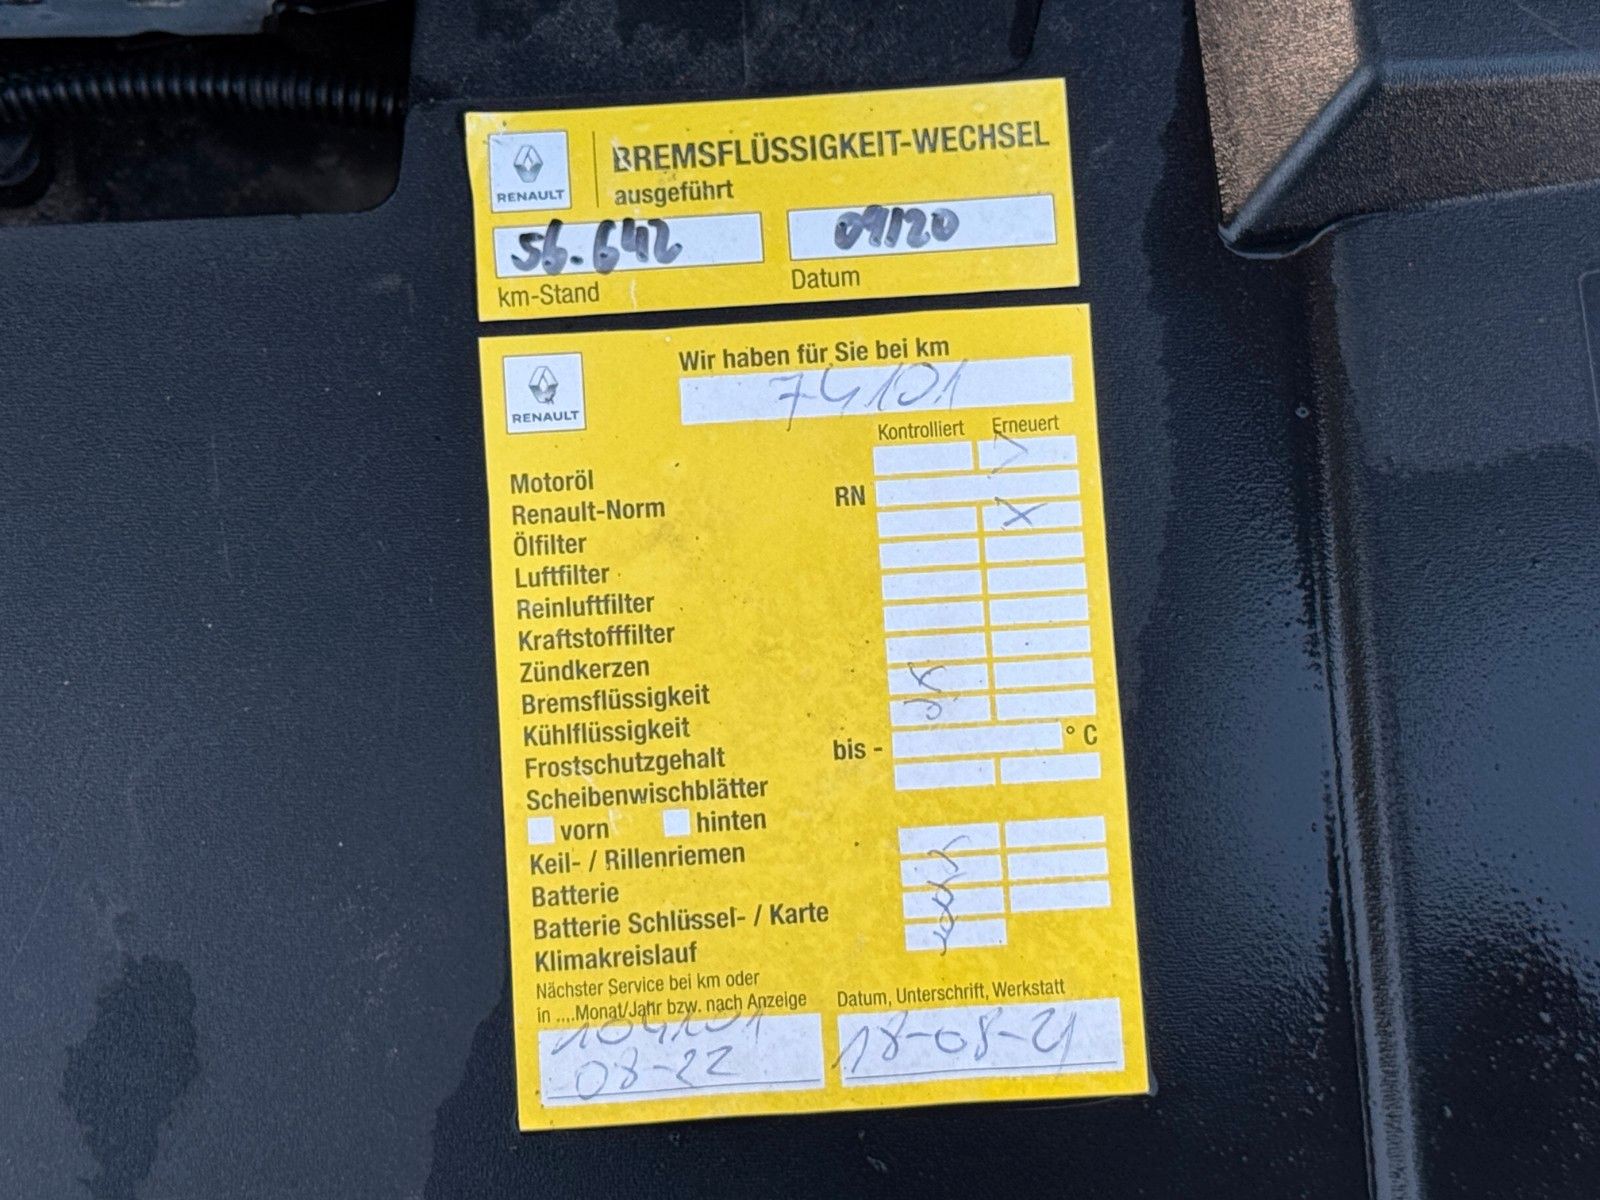 RENAULT
BREMSFLÜSSIGKEIT-WECHSEL
ausgeführt
56.642
09/20
km-Stand
Datum
RENAULT
Wir haben für Sie bei km
74101
Kontrolliert Erneuert
Motoröl
Renault-Norm RN
Ölfilter X
Luftfilter
Reinluftfilter
Kraftstofffilter
Zündkerzen
Bremsflüssigkeit
Kühlflüssigkeit
Frostschutzgehalt bis - ° C
Scheibenwischblätter
vorn hinten
Keil- / Rillenriemen
Batterie
Batterie Schlüssel- / Karte
Klimakreislauf
Nächster Service bei km oder
in ....Monat/Jahr bzw. nach Anzeige
Datum, Unterschrift, Werkstatt
104101
08-22
18-08-21